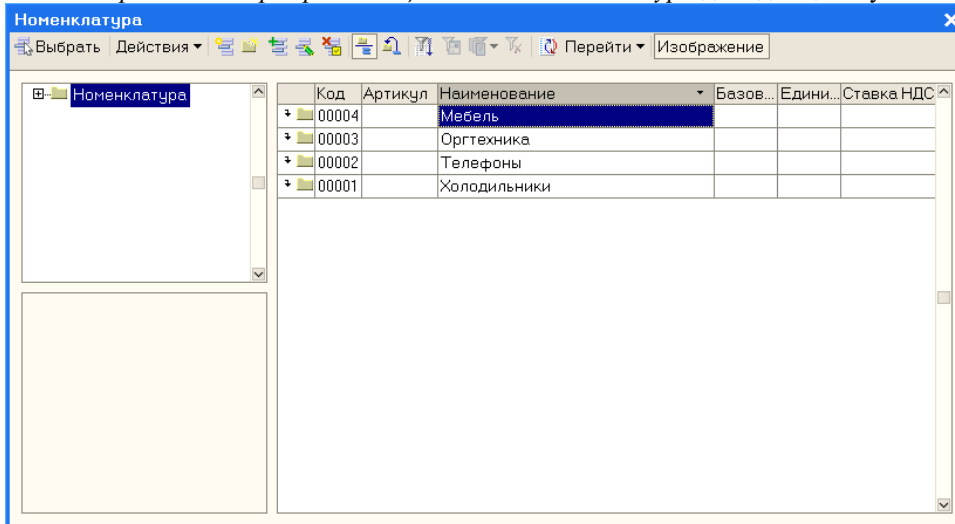 Номенклатура
Выбрать Действия Перейти Изображение
Номенклатура
Код Артикул Наименование Базов... Едини... Ставка НДС
00004 Мебель
00003 Оргтехника
00002 Телефоны
00001 Холодильники